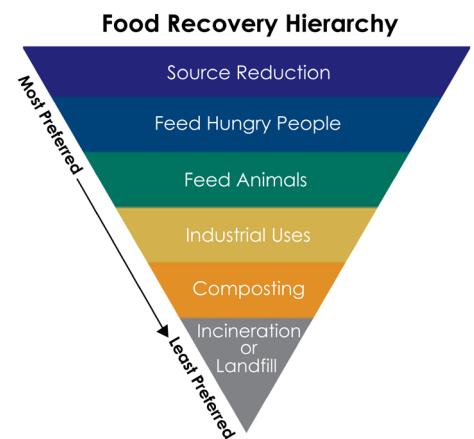 Food Recovery Hierarchy
Most Preferred
Source Reduction
Feed Hungry People
Feed Animals
Industrial Uses
Composting
Incineration
or
Landfill
Least Preferred